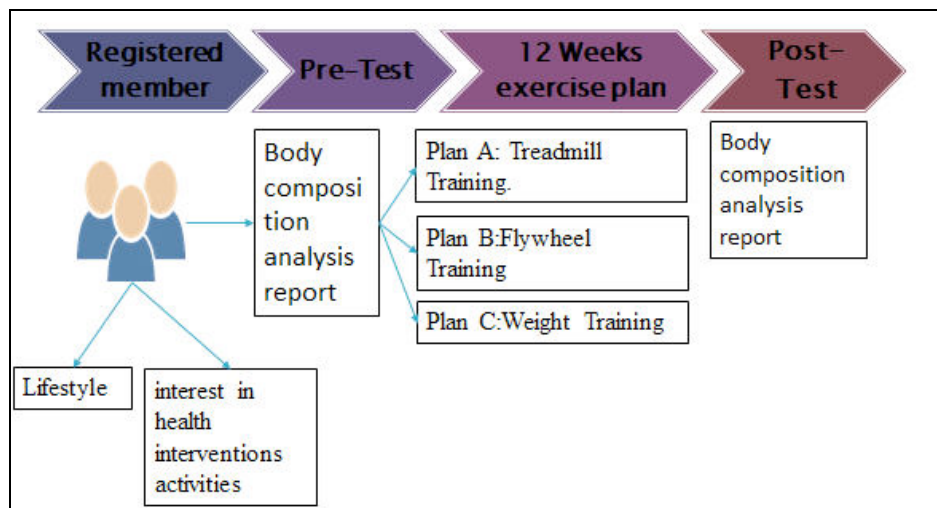 Registered
member
Pre-Test
12 Weeks
exercise plan
Post-
Test
Body
composi
tion
analysis
report
Plan A: Treadmill
Training.
Plan B:Flywheel
Training
Plan C:Weight Training
Body
composition
analysis
report
Lifestyle
interest in
health
interventions
activities